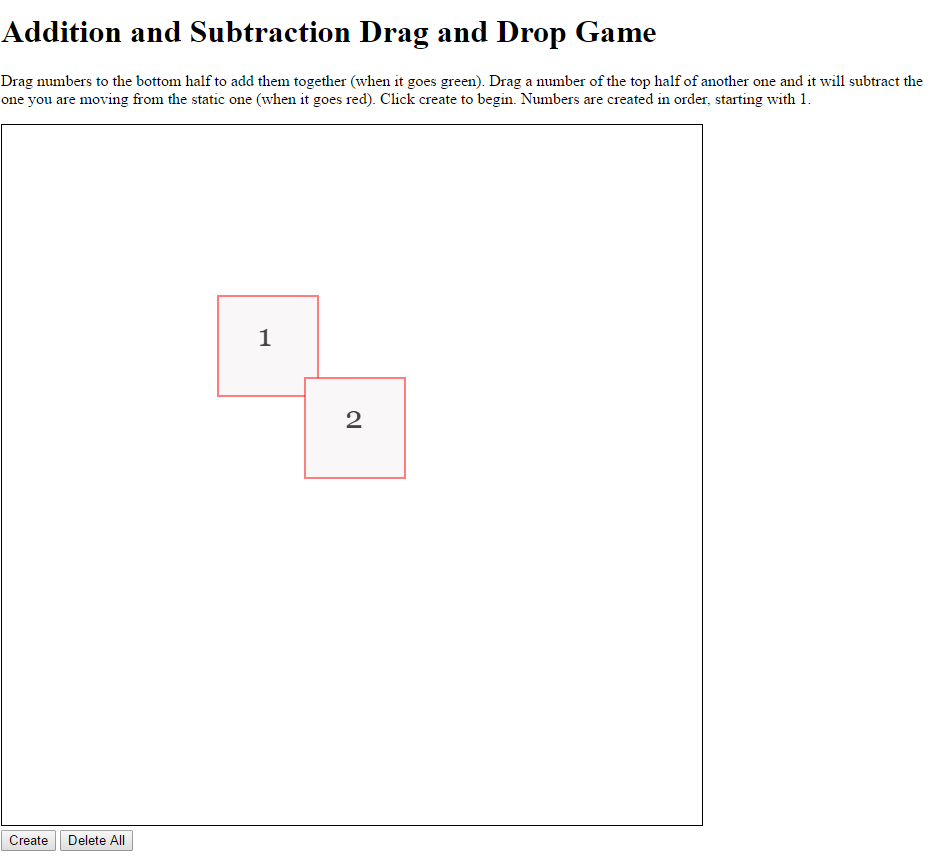 Addition and Subtraction Drag and Drop Game
Drag numbers to the bottom half to add them together (when it goes green). Drag a number of the top half of another one and it will subtract the
one you are moving from the static one (when it goes red). Click create to begin. Numbers are created in order, starting with 1.
1
2
Create Delete All